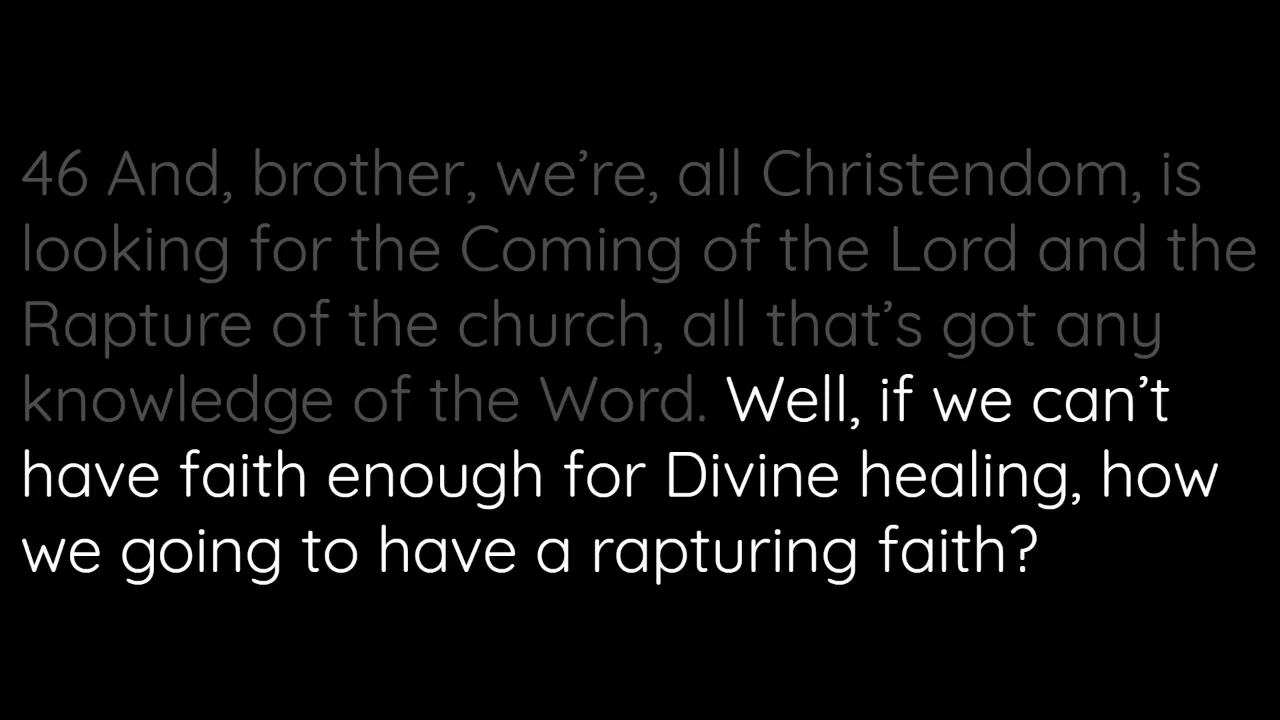 46 And, brother, we’re, all Christendom, is
looking for the Coming of the Lord and the
Rapture of the church, all that’s got any
knowledge of the Word. Well, if we can’t
have faith enough for Divine healing, how
we going to have a rapturing faith?